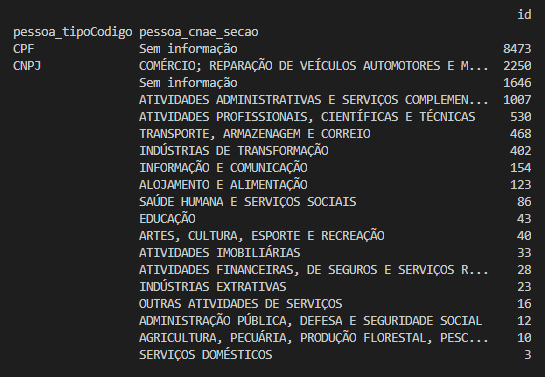 id
pessoa_tipoCodigo pessoa_cnae_secao
CPF Sem informação 8473
CNPJ COMÉRCIO; REPARAÇÃO DE VEÍCULOS AUTOMOTORES E M... 2250
Sem informação 1646
ATIVIDADES ADMINISTRATIVAS E SERVIÇOS COMPLEMEN... 1007
ATIVIDADES PROFISSIONAIS, CIENTÍFICAS E TÉCNICAS 530
TRANSPORTE, ARMAZENAGEM E CORREIO 468
INDÚSTRIAS DE TRANSFORMAÇÃO 402
INFORMAÇÃO E COMUNICAÇÃO 154
ALOJAMENTO E ALIMENTAÇÃO 123
SAÚDE HUMANA E SERVIÇOS SOCIAIS 86
EDUCAÇÃO 43
ARTES, CULTURA, ESPORTE E RECREAÇÃO 40
ATIVIDADES IMOBILIÁRIAS 33
ATIVIDADES FINANCEIRAS, DE SEGUROS E SERVIÇOS R... 28
INDÚSTRIAS EXTRATIVAS 23
OUTRAS ATIVIDADES DE SERVIÇOS 16
ADMINISTRAÇÃO PÚBLICA, DEFESA E SEGURIDADE SOCIAL 12
AGRICULTURA, PECUÁRIA, PRODUÇÃO FLORESTAL, PESC... 10
SERVIÇOS DOMÉSTICOS 3